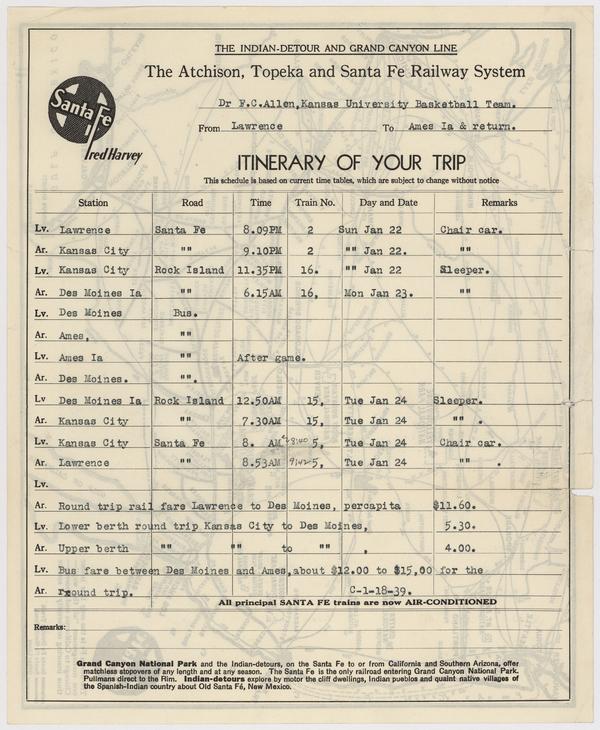 THE INDIAN-DETOUR AND GRAND CANYON LINE
The Atchison, Topeka and Santa Fe Railway System
Santa Fe
Fred Harvey
Dr F.C.Allen,Kansas University Basketball Team.
From Lawrence To Ames Ia & return.
ITINERARY OF YOUR TRIP
This schedule is based on current time tables, which are subject to change without notice
Station Road Time Train No. Day and Date Remarks
Lv. Lawrence Santa Fe 8.09PM 2 Sun Jan 22 Chair car.
Ar. Kansas City "" 9.10PM 2 "" Jan 22. ""
Lv. Kansas City Rock Island 11.35PM 16. "" Jan 22 Sleeper.
Ar. Des Moines Ia "" 6.15AM 16, Mon Jan 23. ""
Lv. Des Moines Bus.
Ar. Ames, ""
Lv. Ames Ia "" After game.
Ar. Des Moines. "".
Lv Des Moines Ia Rock Island 12.50AM 15, Tue Jan 24 Sleeper.
Ar. Kansas City "" 7.30AM 15, Tue Jan 24 "" .
Lv. Kansas City Santa Fe 8. AM 8:40 5, Tue Jan 24 Chair car.
Ar. Lawrence "" 8.53AM 9:42 5, Tue Jan 24 "" .
Lv.
Ar. Round trip rail fare Lawrence to Des Moines, percapita $11.60.
Lv. Lower berth round trip Kansas City to Des Moines, 5.30.
Ar. Upper berth "" "" to "" , 4.00.
Lv. Bus fare between Des Moines and Ames,about $12.00 to $15,00 for the
Ar. rround trip. C-1-18-39.
All principal SANTA FE trains are now AIR-CONDITIONED
Remarks:
Grand Canyon National Park and the Indian-detours, on the Santa Fe to or from California and Southern Arizona, offer
matchless stopovers of any length and at any season. The Santa Fe is the only railroad entering Grand Canyon National Park.
Pullmans direct to the Rim. Indian-detours explore by motor the cliff dwellings, Indian pueblos and quaint native villages of
the Spanish-Indian country about Old Santa Fé, New Mexico.